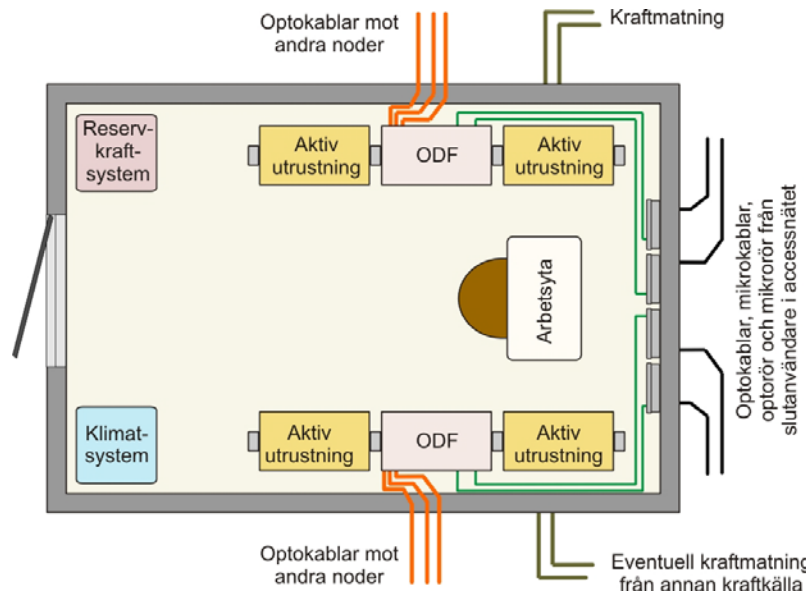 Optokablar mot
andra noder
Kraftmatning
Reserv-
kraft-
system
Aktiv
utrustning
ODF
Aktiv
utrustning
Arbetsyta
Optokablar, mikrokablar,
optorör och mikrorör från
slutanvändare i accessnätet
Klimat-
system
Aktiv
utrustning
ODF
Aktiv
utrustning
Optokablar mot
andra noder
Eventuell kraftmatning
från annan kraftkälla